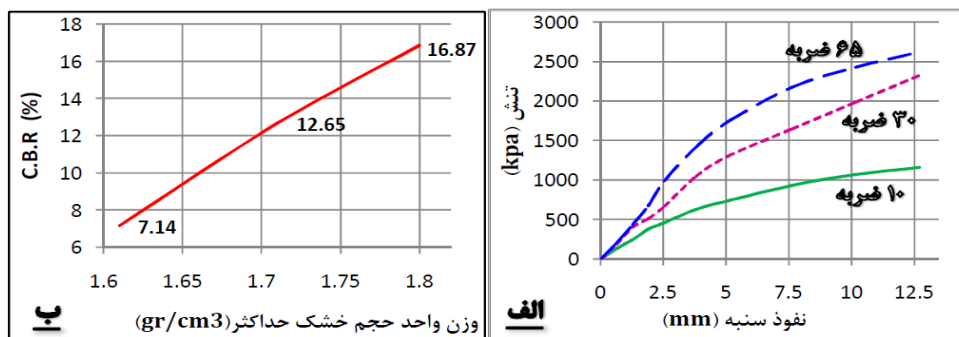 18
16
14
12
10
8
6
C.B.R (%)
16.87
12.65
7.14
1.6 1.65 1.7 1.75 1.8
وزن واحد حجم خشک حداکثر(gr/cm3)
ب
3000
2500
2000
1500
1000
500
0
تنش (kpa)
۶۵ ضربه
۳۰ ضربه
۱۰ ضربه
0 2.5 5 7.5 10 12.5
نفوذ سنبه (mm)
الف